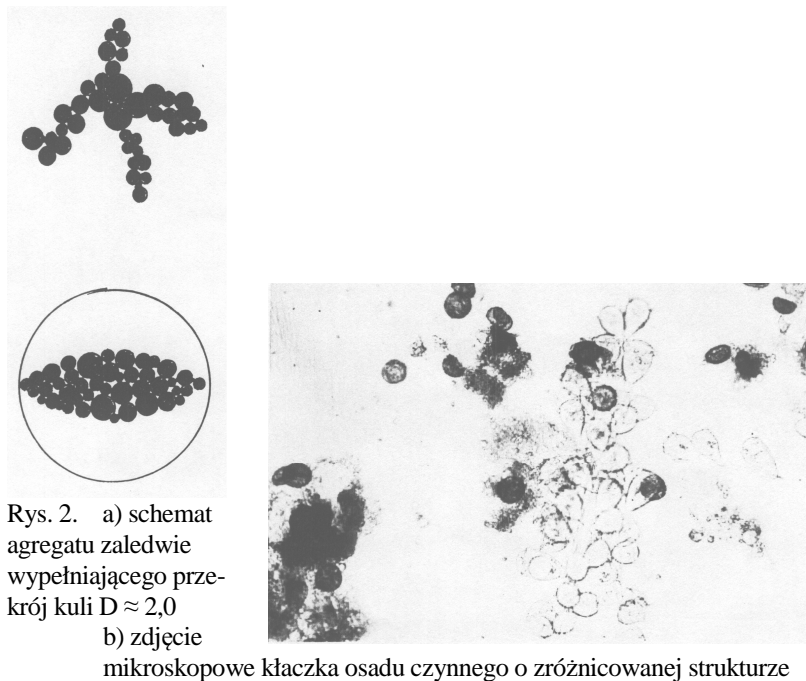 Rys. 2. a) schemat
agregatu zaledwie
wypełniającego prze-
krój kuli D ≈ 2,0
b) zdjęcie
mikroskopowe kłaczka osadu czynnego o zróżnicowanej strukturze